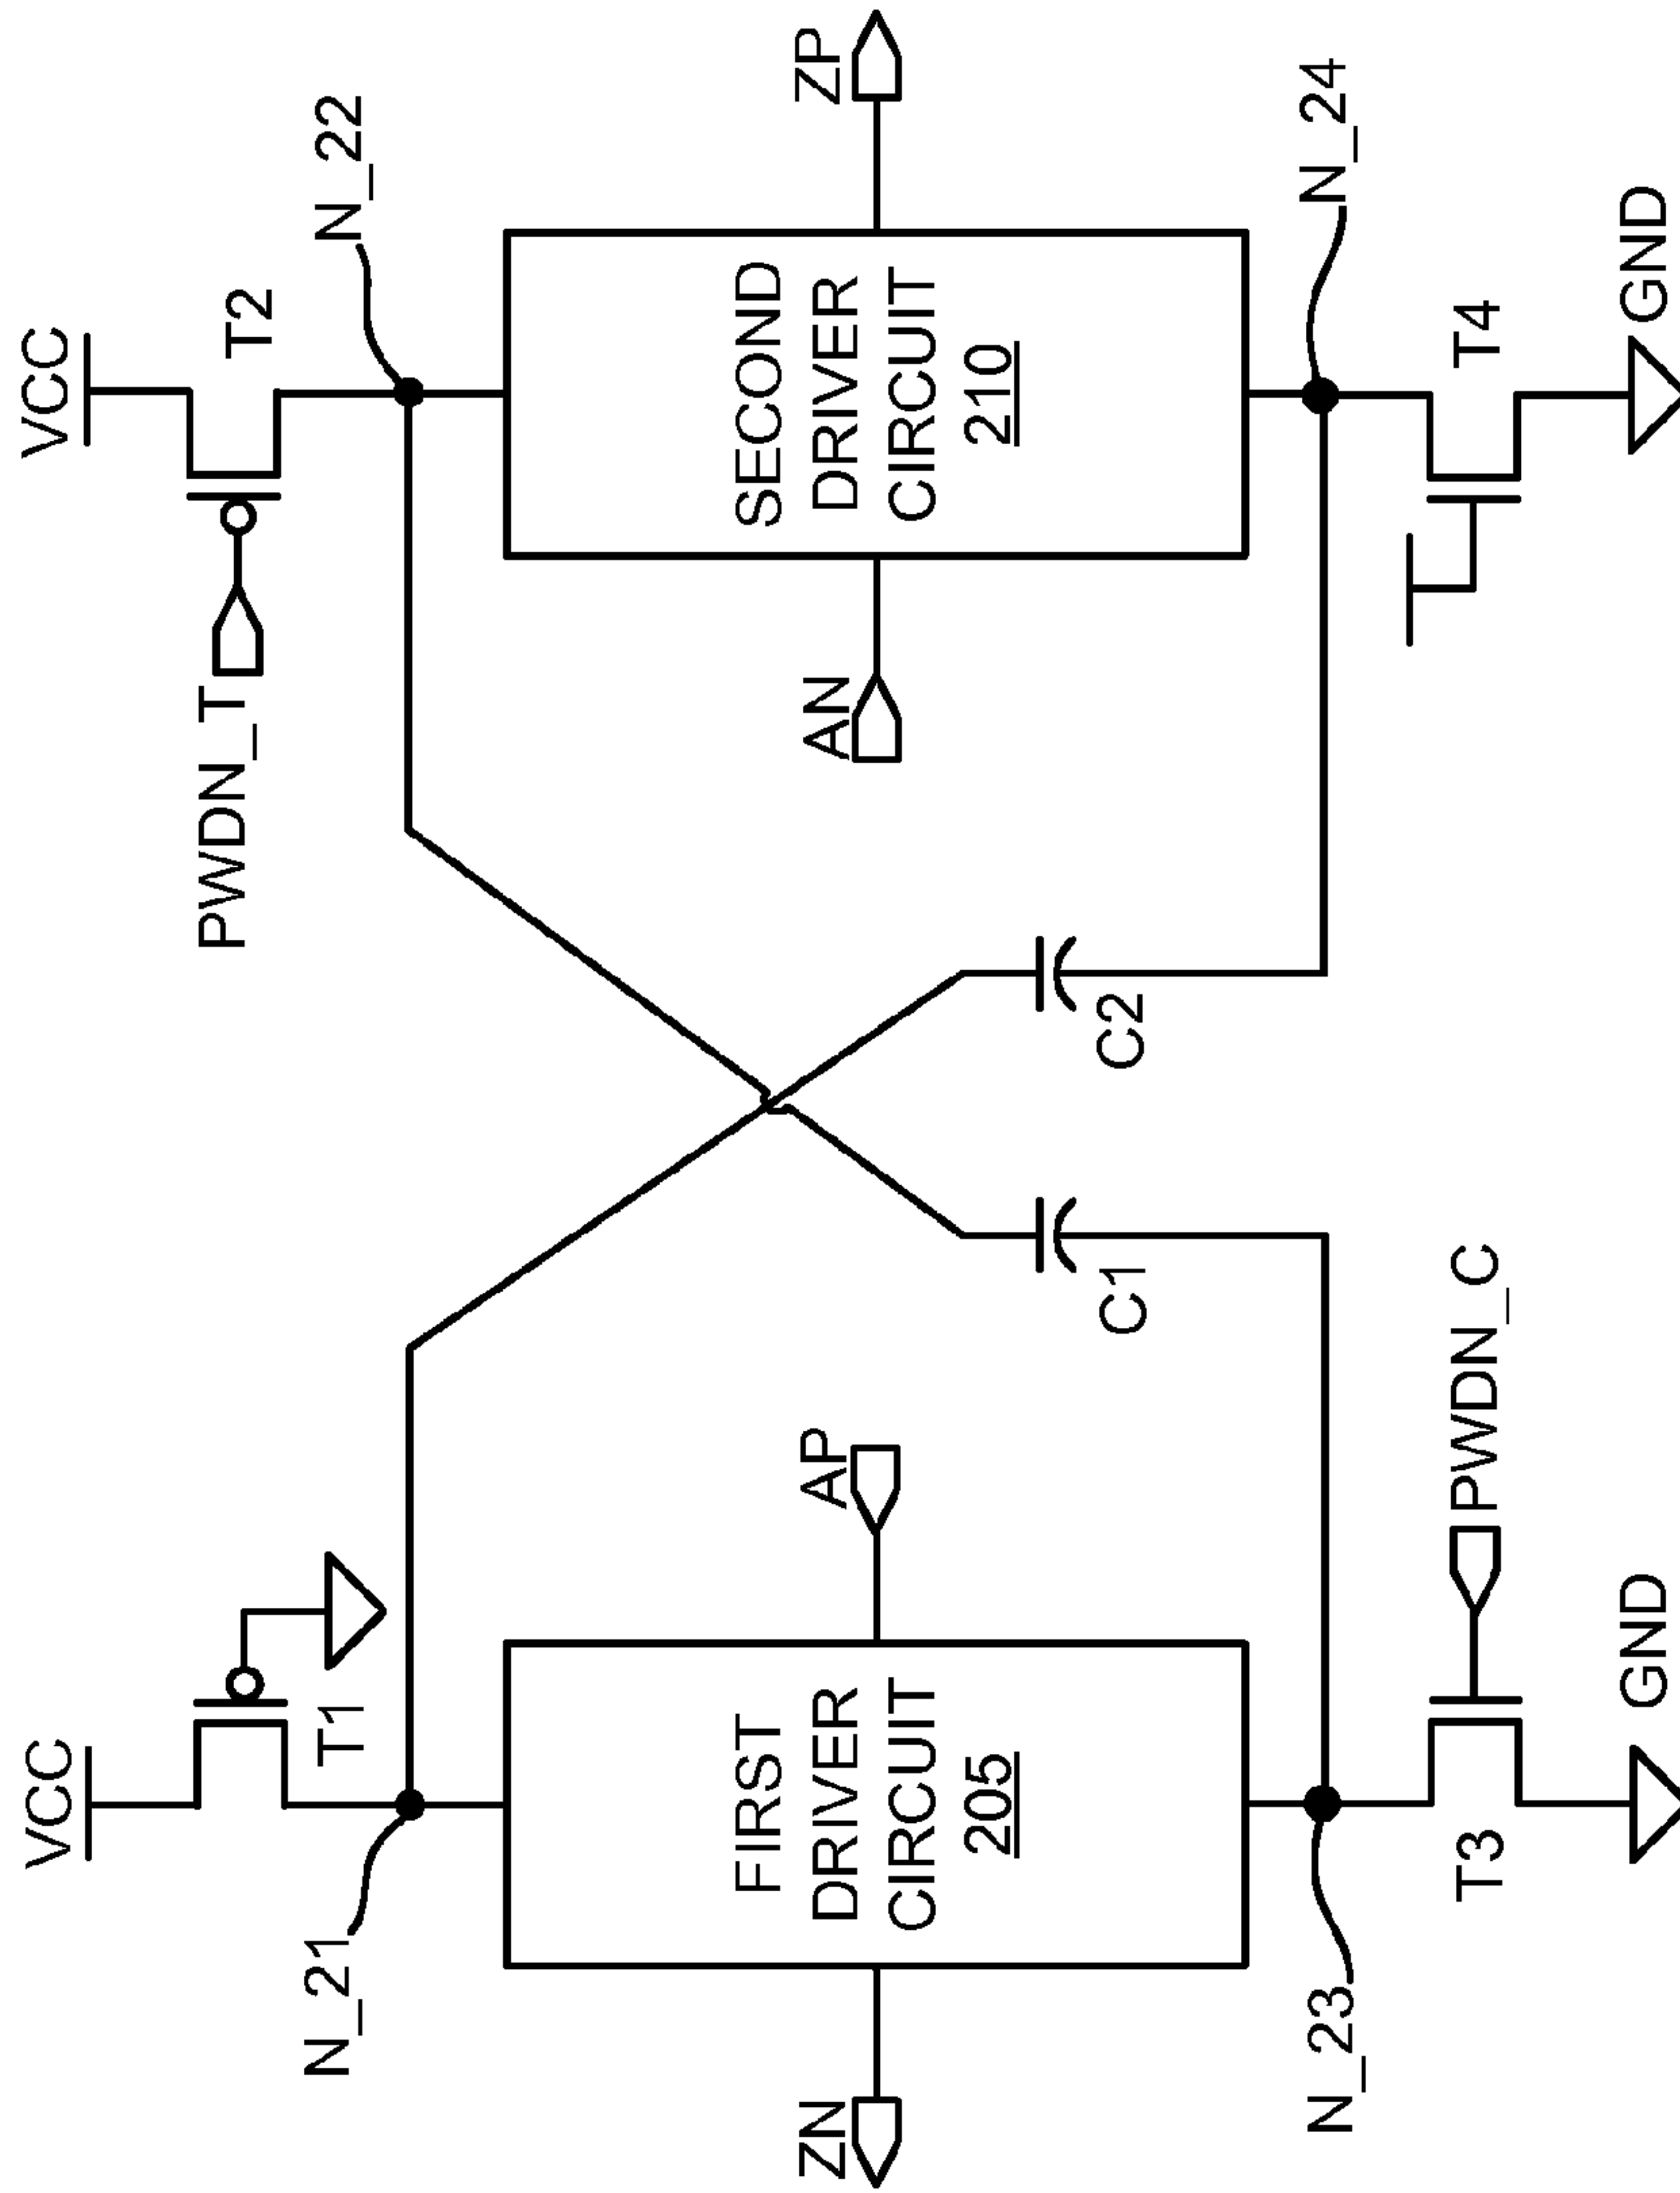 VCC
VCC
T1
T2
PWDN_T
N_21
N_22
ZN
FIRST
DRIVER
CIRCUIT
205
AP
AN
SECOND
DRIVER
CIRCUIT
210
ZP
C1
C2
N_23
N_24
T3
PWDN_C
T4
GND
GND